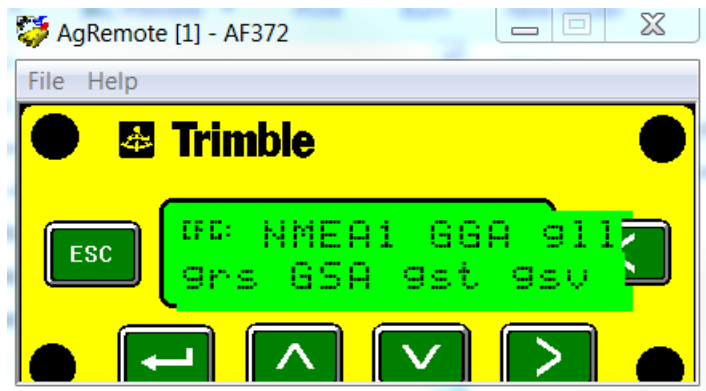 AgRemote [1] - AF372
File Help
Trimble
ESC
NMEA1 GGA gll
grs GSA gst gsv